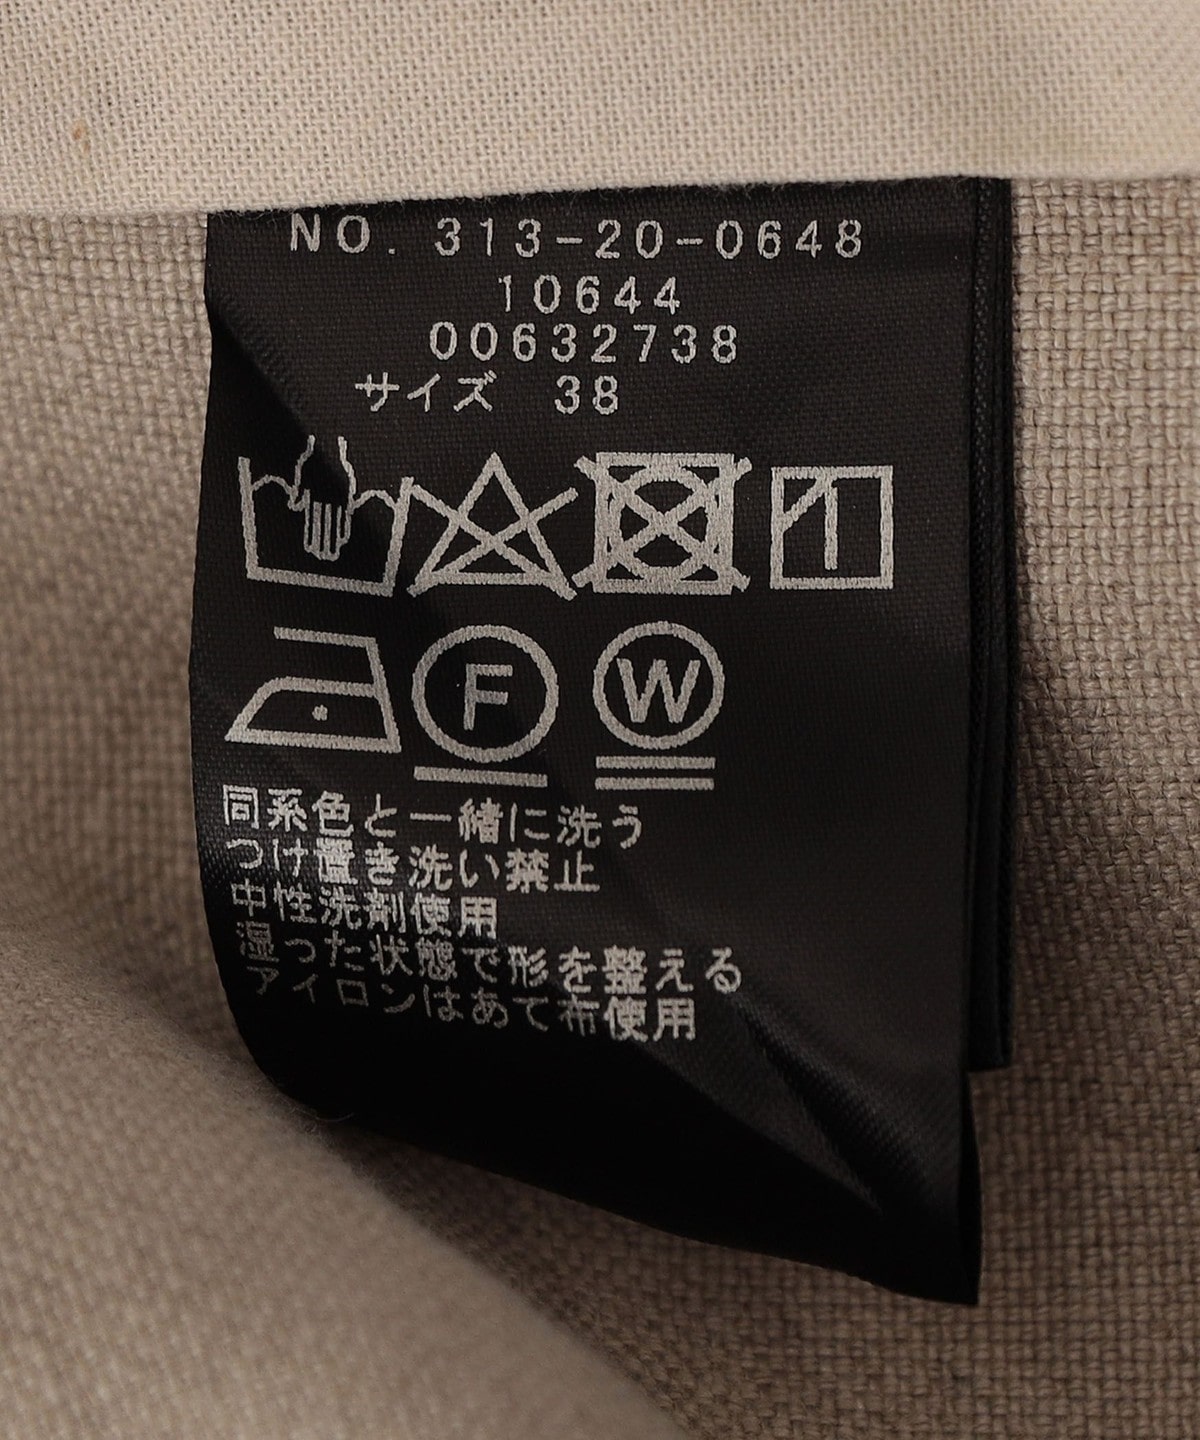 NO. 313-20-0648
10644
00632738
サイズ 38
F W
同系色と一緒に洗う
つけ置き洗い禁止
中性洗剤使用
湿った状態で形を整える
アイロンはあて布使用